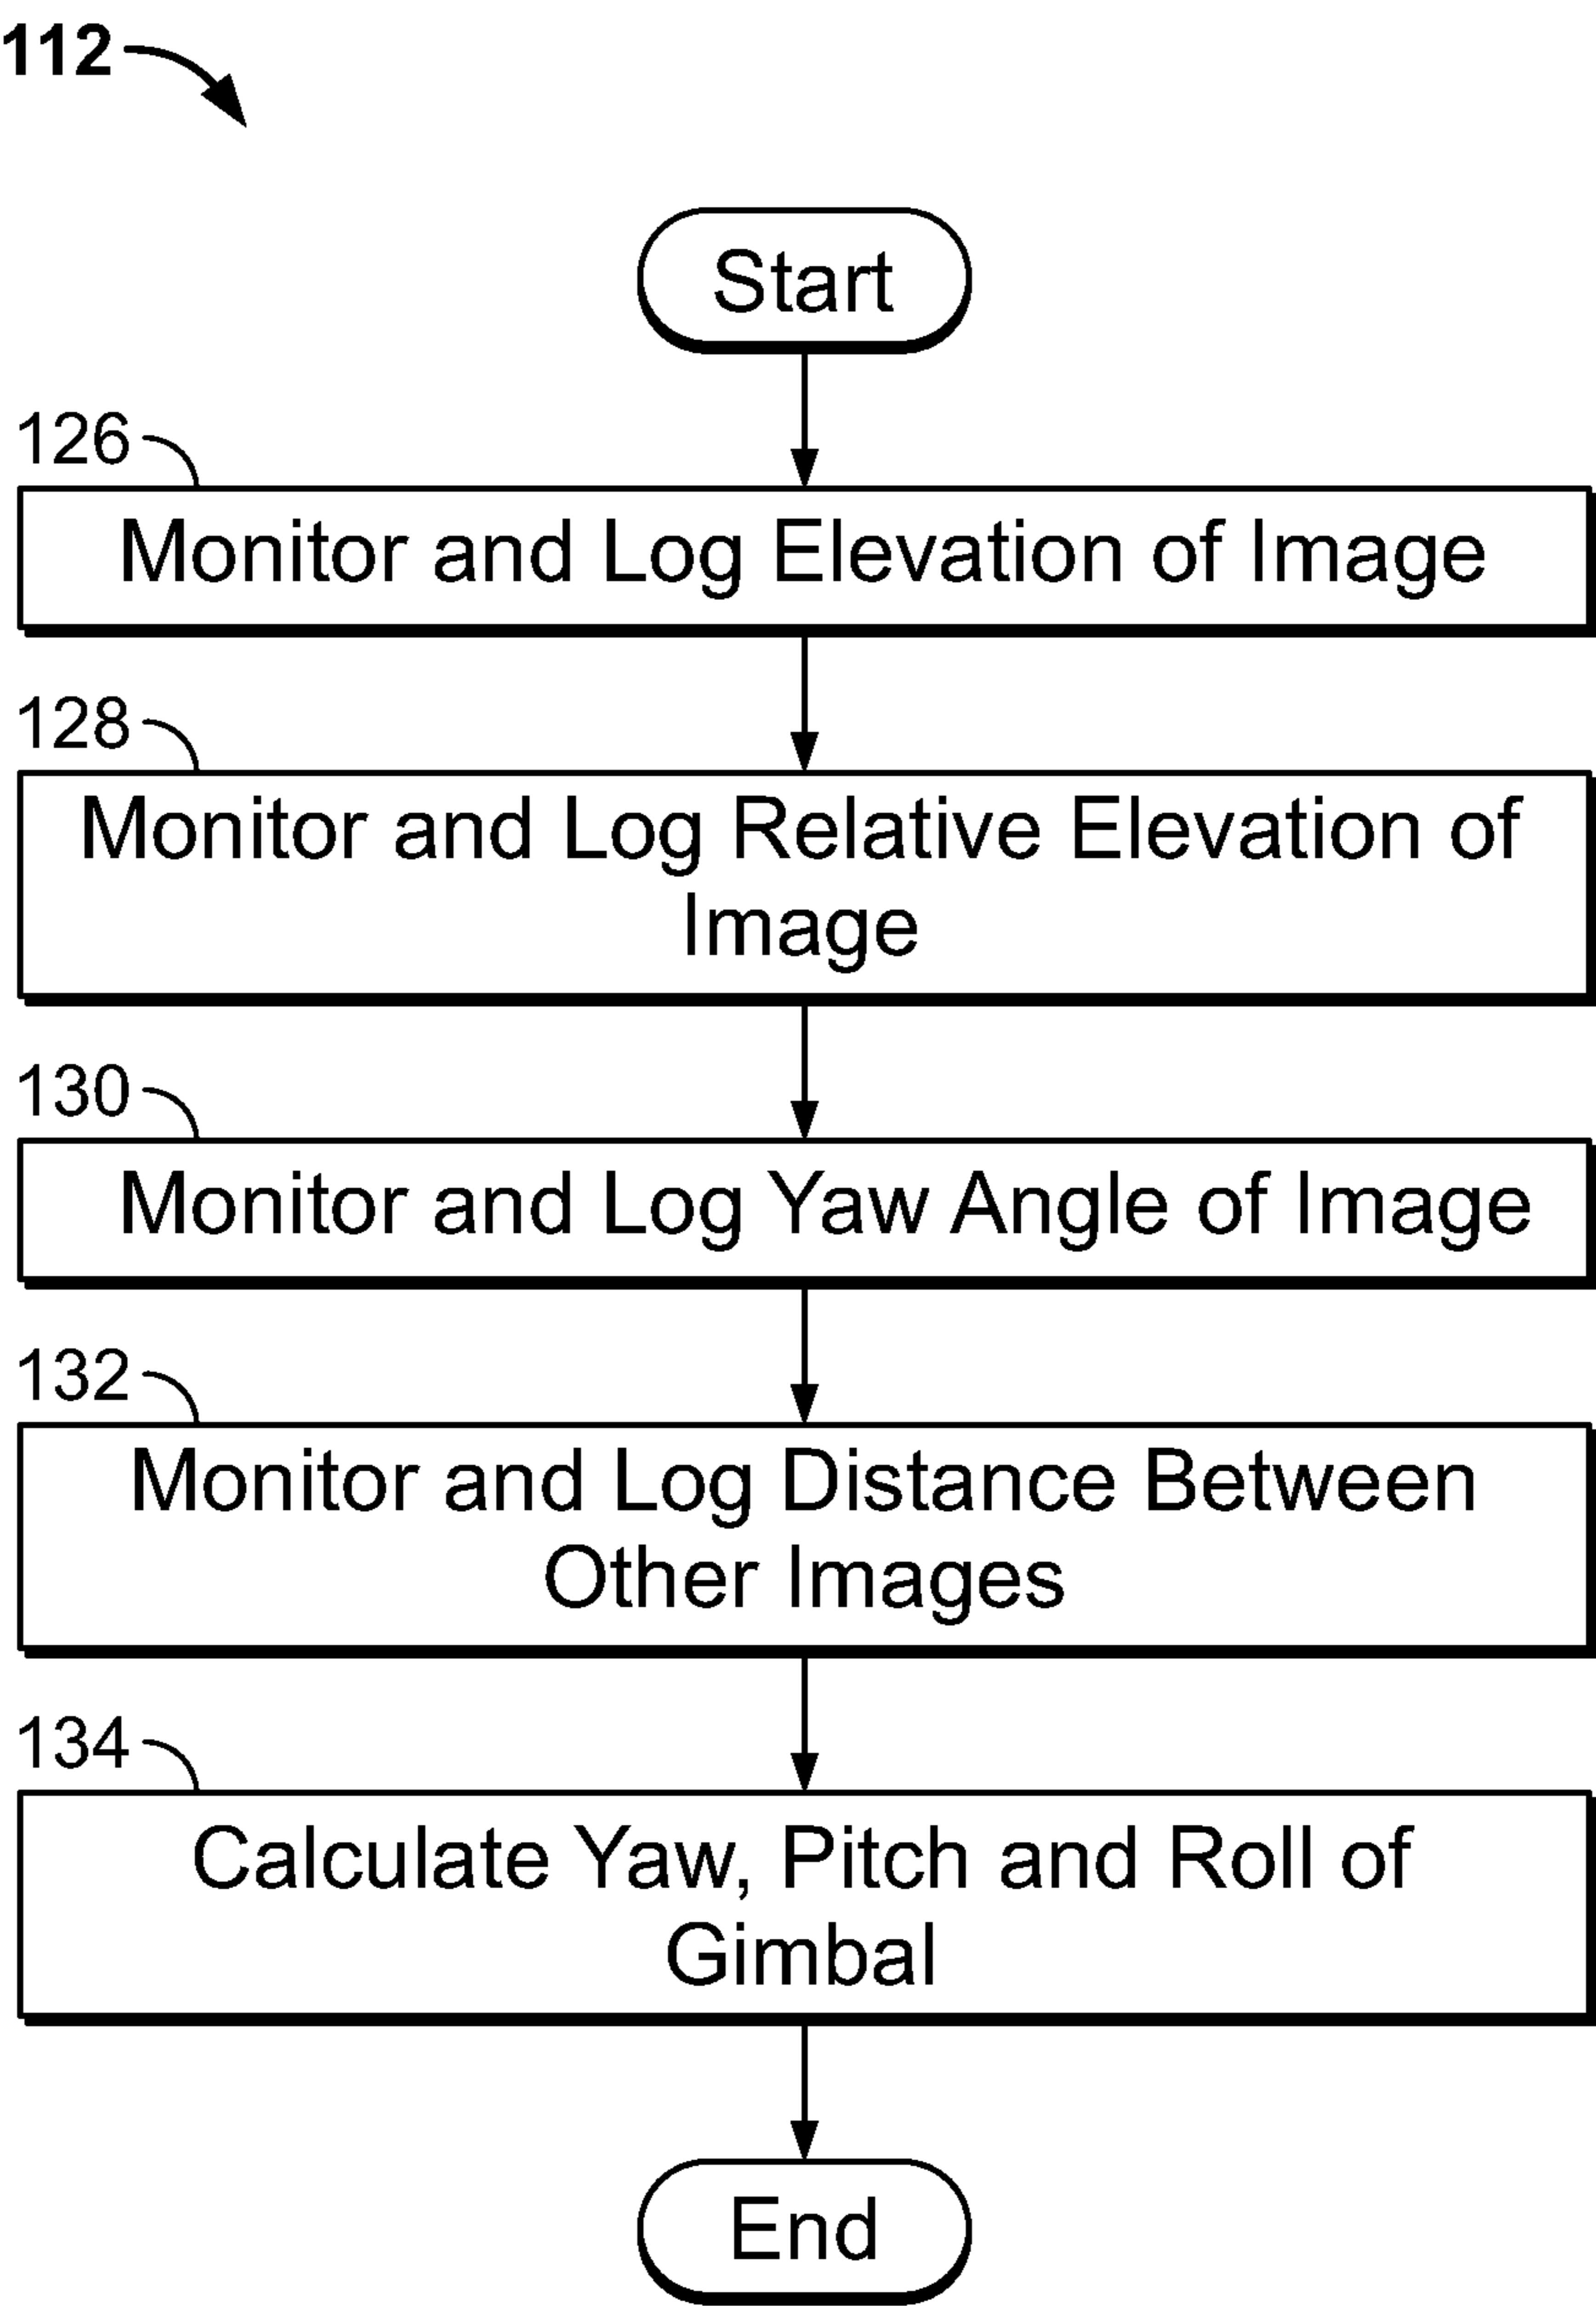 112
Start
126
Monitor and Log Elevation of Image
128
Monitor and Log Relative Elevation of
Image
130
Monitor and Log Yaw Angle of Image
132
Monitor and Log Distance Between
Other Images
134
Calculate Yaw, Pitch and Roll of
Gimbal
End